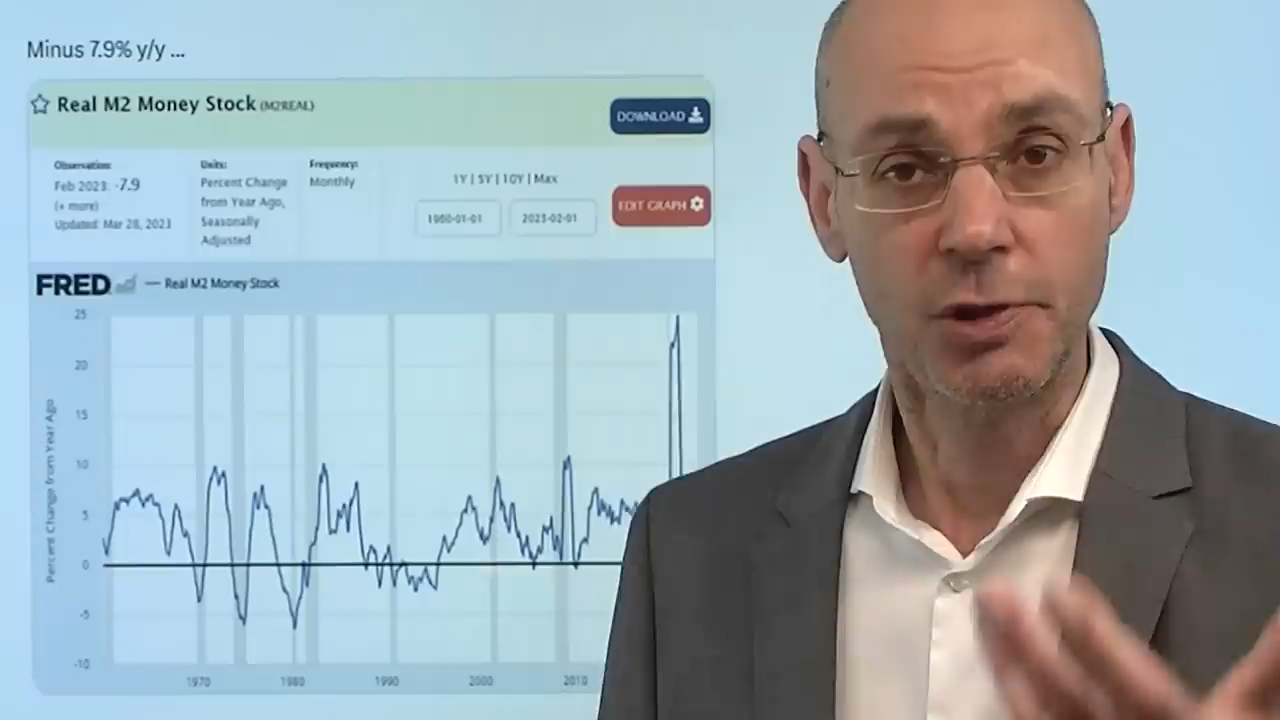 Minus 7.9% y/y ...
Real M2 Money Stock (M2REAL)
DOWNLOAD
Observation:
Feb 2023: -7.9
(+ more)
Updated: Mar 28, 2023
Units:
Percent Change
from Year Ago,
Seasonally
Adjusted
Frequency:
Monthly
1Y | 5Y | 10Y | Max
1960-01-01
2023-02-01
EDIT GRAPH
FRED
Real M2 Money Stock
Percent Change from Year Ago
25
20
15
10
5
0
-5
-10
1970
1980
1990
2000
2010